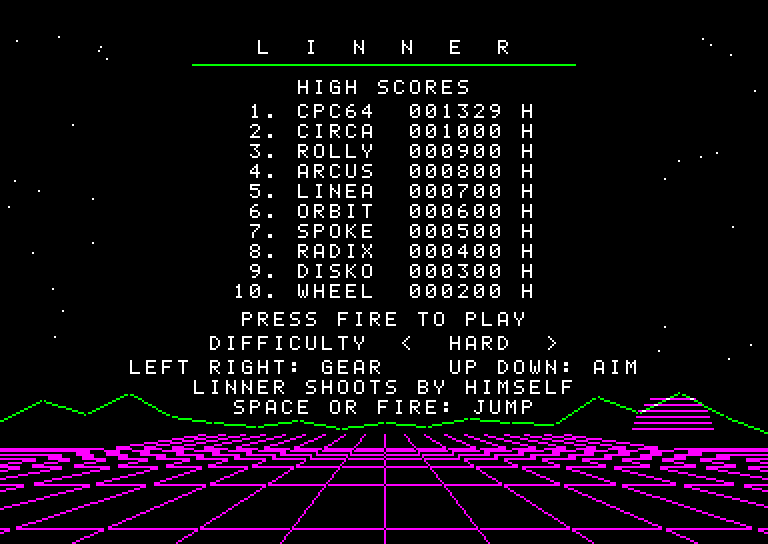 L I N N E R
HIGH SCORES
1. CPC64 001329 H
2. CIRCA 001000 H
3. ROLLY 000900 H
4. ARCUS 000800 H
5. LINEA 000700 H
6. ORBIT 000600 H
7. SPOKE 000500 H
8. RADIX 000400 H
9. DISKO 000300 H
10. WHEEL 000200 H
PRESS FIRE TO PLAY
DIFFICULTY < HARD >
LEFT RIGHT: GEAR UP DOWN: AIM
LINNER SHOOTS BY HIMSELF
SPACE OR FIRE: JUMP